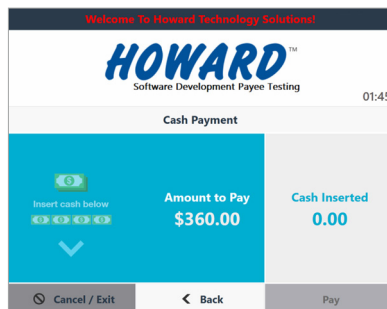 Welcome To Howard Technology Solutions!
HOWARD™
Software Development Payee Testing
01:45
Cash Payment
Insert cash below
Amount to Pay
$360.00
Cash Inserted
0.00
Cancel / Exit
Back
Pay